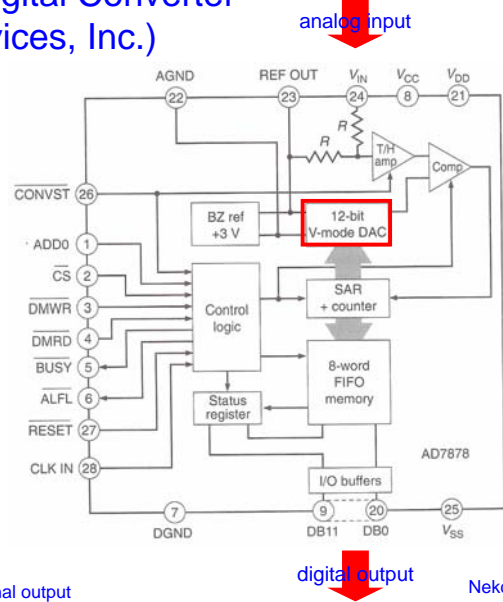 igital Converter
vices, Inc.)
analog input
AGND
REF OUT
VIN
VCC
VDD
22
23
24
8
21
R
R
T/H
amp
Comp
CONVST
26
ADD0
1
CS
2
DMWR
3
DMRD
4
BUSY
5
ALFL
6
RESET
27
CLK IN
28
BZ ref
+3 V
12-bit
V-mode DAC
Control
logic
SAR
+ counter
8-word
FIFO
memory
Status
register
AD7878
I/O buffers
7
9
20
25
DGND
DB11
DB0
VSS
digital output
nal output
Neko